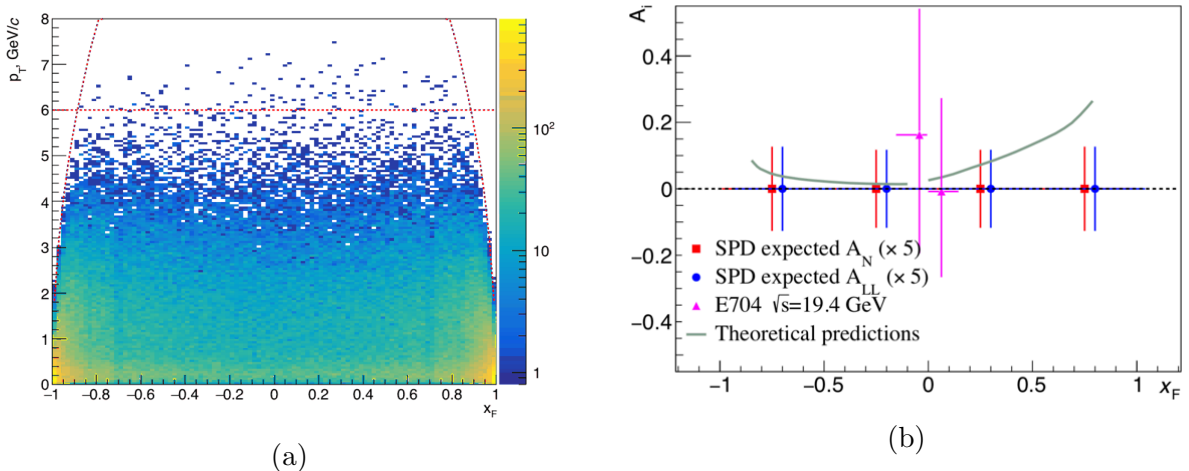 p_T, GeV/c
8
7
6
5
4
3
2
1
0
−1 −0.8 −0.6 −0.4 −0.2 0 0.2 0.4 0.6 0.8 1
x_F
10²
10
1
(a)
A_i
0.4
0.2
0
−0.2
−0.4
SPD expected A_N (× 5)
SPD expected A_LL (× 5)
E704 √s=19.4 GeV
Theoretical predictions
−1 −0.5 0 0.5 1 x_F
(b)